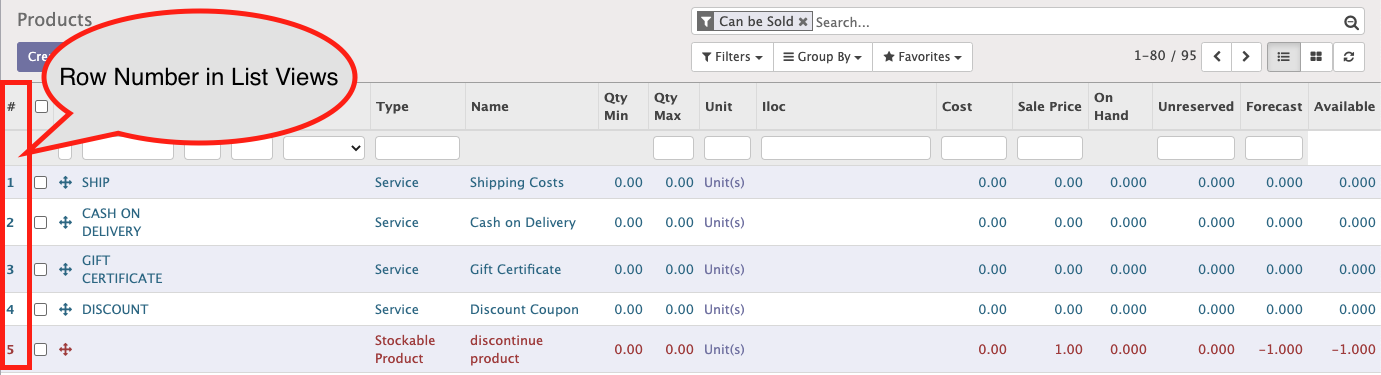 Products
Can be Sold ✖ Search...
Cre
Filters
Group By
Favorites
1-80 / 95
Row Number in List Views
# Type Name Qty Min Qty Max Unit Iloc Cost Sale Price On Hand Unreserved Forecast Available
1 SHIP Service Shipping Costs 0.00 0.00 Unit(s) 0.00 0.00 0.000 0.000 0.000 0.000
2 CASH ON DELIVERY Service Cash on Delivery 0.00 0.00 Unit(s) 0.00 0.00 0.000 0.000 0.000 0.000
3 GIFT CERTIFICATE Service Gift Certificate 0.00 0.00 Unit(s) 0.00 0.00 0.000 0.000 0.000 0.000
4 DISCOUNT Service Discount Coupon 0.00 0.00 Unit(s) 0.00 0.00 0.000 0.000 0.000 0.000
5 Stockable Product discontinue product 0.00 0.00 Unit(s) 0.00 1.00 0.000 0.000 -1.000 -1.000